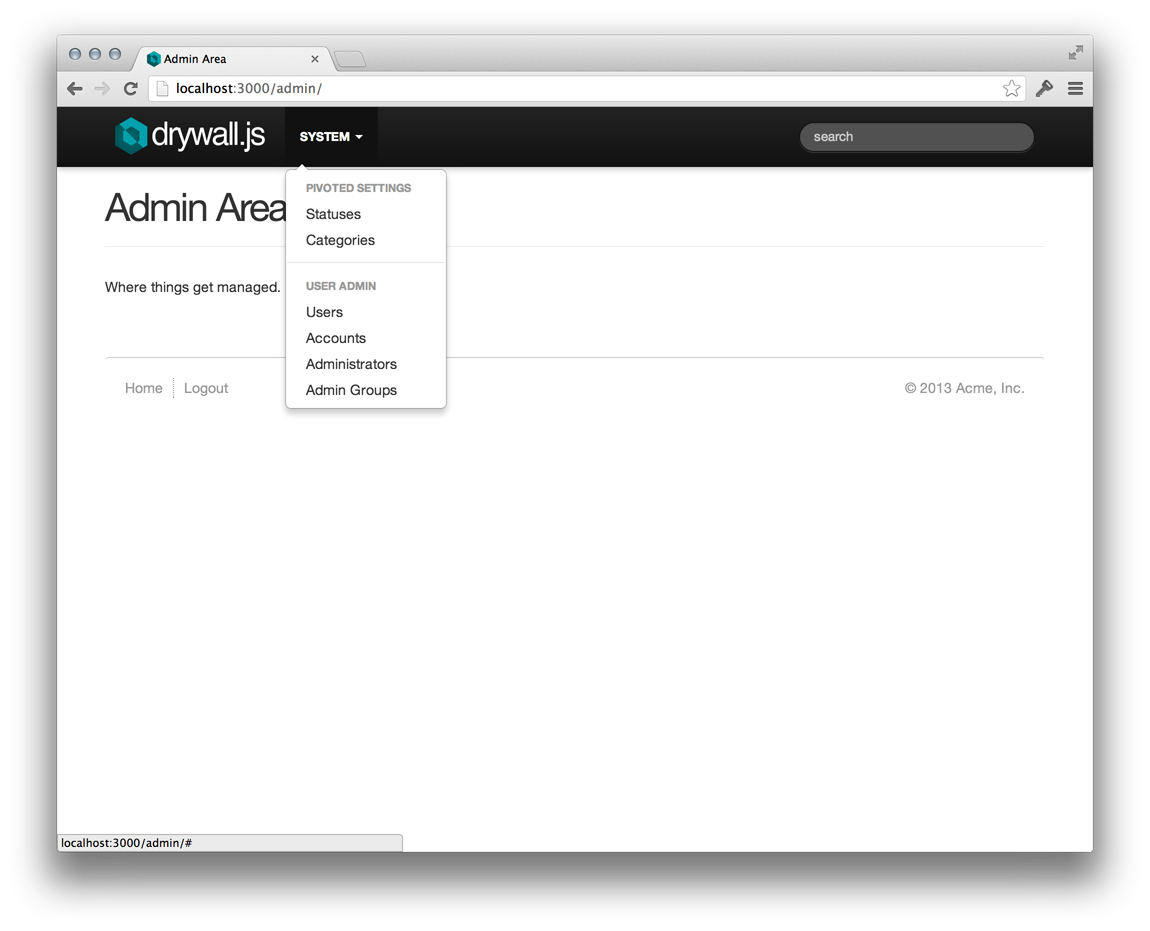 Admin Area
localhost:3000/admin/
drywall.js
SYSTEM
search
PIVOTED SETTINGS
Statuses
Categories
USER ADMIN
Users
Accounts
Administrators
Admin Groups
Admin Area
Where things get managed.
Home
Logout
© 2013 Acme, Inc.
localhost:3000/admin/#